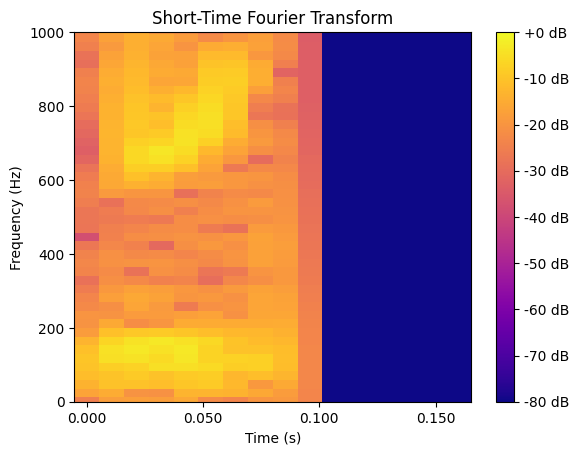 Short-Time Fourier Transform
1000
800
600
400
200
0
Frequency (Hz)
0.000
0.050
0.100
0.150
Time (s)
+0 dB
-10 dB
-20 dB
-30 dB
-40 dB
-50 dB
-60 dB
-70 dB
-80 dB